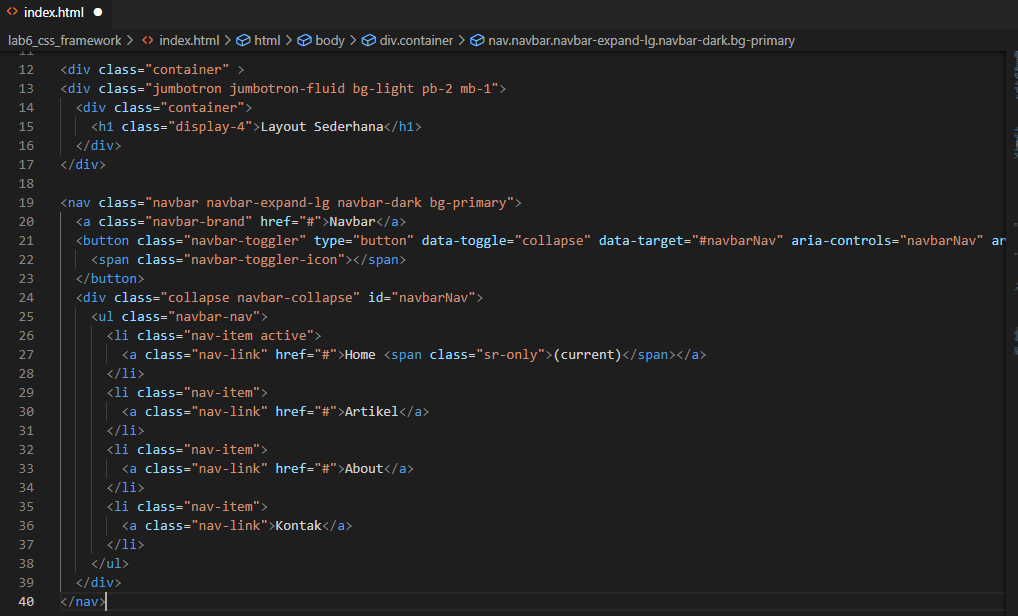 index.html
lab6_css_framework > index.html > html > body > div.container > nav.navbar.navbar-expand-lg.navbar-dark.bg-primary
11
12 <div class="container" >
13 <div class="jumbotron jumbotron-fluid bg-light pb-2 mb-1">
14   <div class="container">
15     <h1 class="display-4">Layout Sederhana</h1>
16   </div>
17 </div>
18
19 <nav class="navbar navbar-expand-lg navbar-dark bg-primary">
20   <a class="navbar-brand" href="#">Navbar</a>
21   <button class="navbar-toggler" type="button" data-toggle="collapse" data-target="#navbarNav" aria-controls="navbarNav" ar
22     <span class="navbar-toggler-icon"></span>
23   </button>
24   <div class="collapse navbar-collapse" id="navbarNav">
25     <ul class="navbar-nav">
26       <li class="nav-item active">
27         <a class="nav-link" href="#">Home <span class="sr-only">(current)</span></a>
28       </li>
29       <li class="nav-item">
30         <a class="nav-link" href="#">Artikel</a>
31       </li>
32       <li class="nav-item">
33         <a class="nav-link" href="#">About</a>
34       </li>
35       <li class="nav-item">
36         <a class="nav-link">Kontak</a>
37       </li>
38     </ul>
39   </div>
40 </nav>